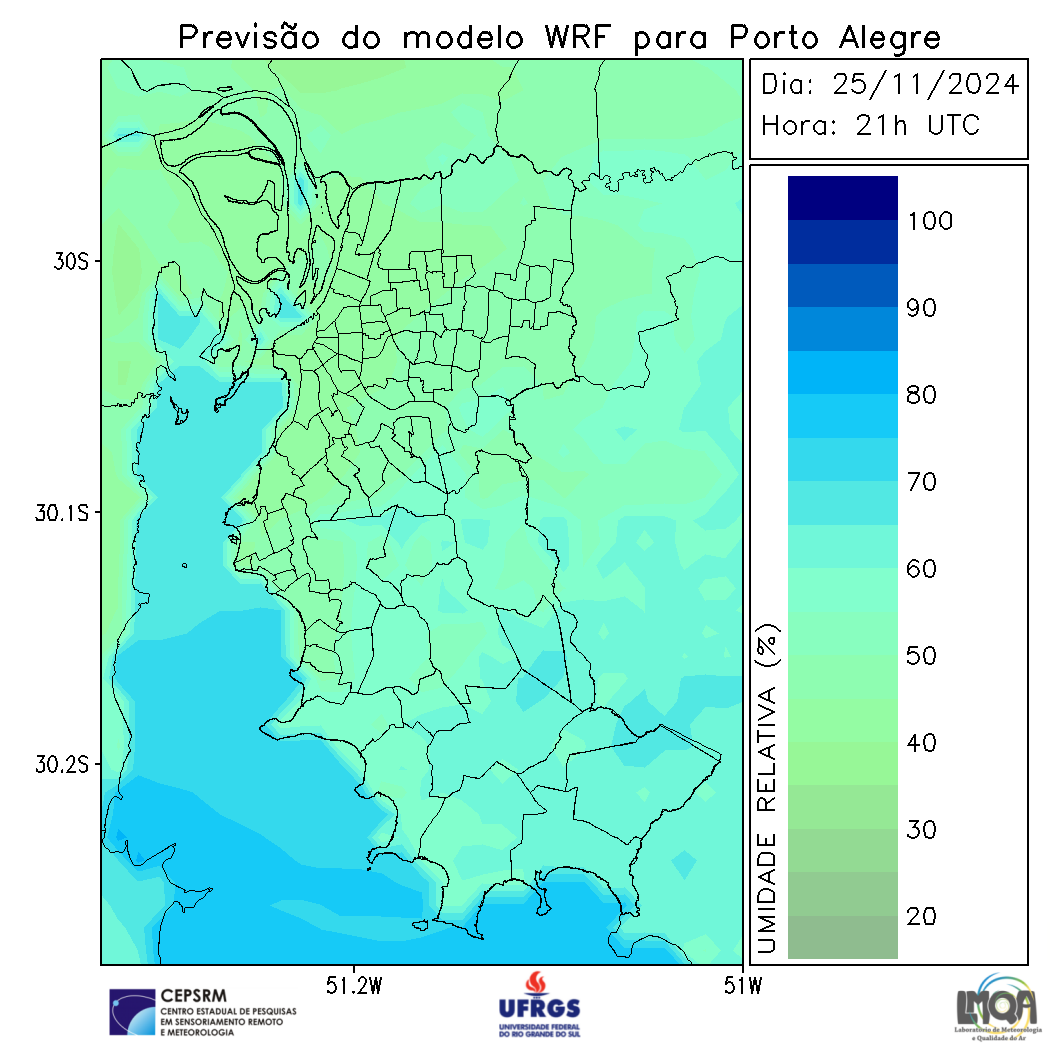 Previsão do modelo WRF para Porto Alegre
Dia: 25/11/2024
Hora: 21h UTC
30S
30.1S
30.2S
51.2W
51W
100
90
80
70
60
50
40
30
20
UMIDADE RELATIVA (%)
CEPSRM
CENTRO ESTADUAL DE PESQUISAS
EM SENSORIAMENTO REMOTO
E METEOROLOGIA
UFRGS
UNIVERSIDADE FEDERAL
DO RIO GRANDE DO SUL
LMQA
Laboratório de Meteorologia
e Qualidade do Ar